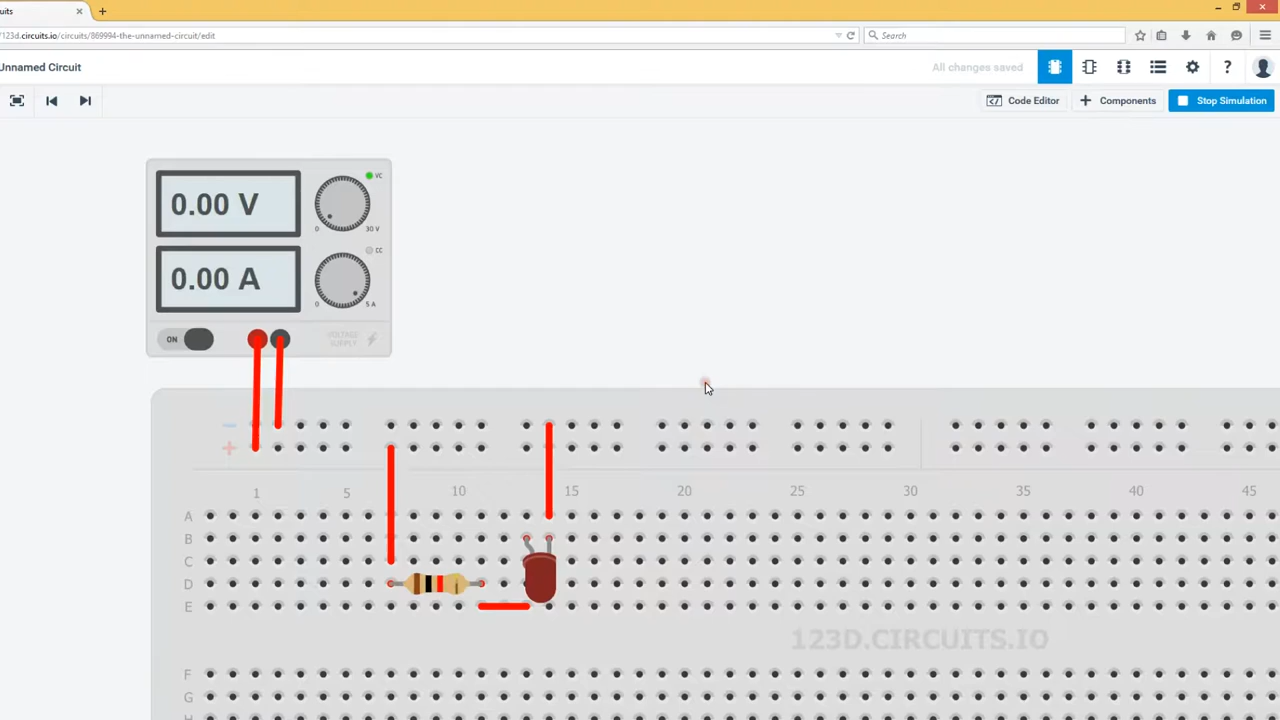 cuits
123d.circuits.io/circuits/869994-the-unnamed-circuit/edit
Search
Unnamed Circuit
All changes saved
?
Code Editor
+ Components
Stop Simulation
0.00 V
VC
0
30 V
0.00 A
CC
0
5 A
ON
VOLTAGE
SUPPLY
−
+
1 5 10 15 20 25 30 35 40 45
A
B
C
D
E
123D.CIRCUITS.IO
F
G
H